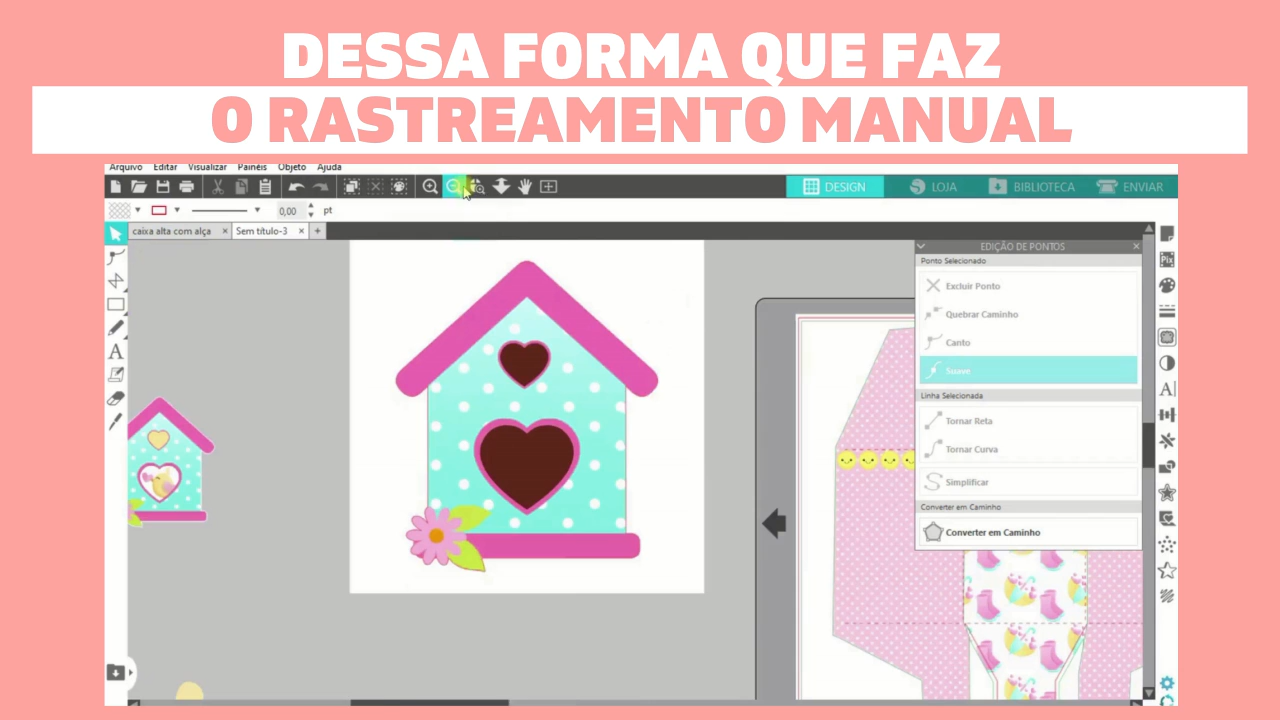 DESSA FORMA QUE FAZ
O RASTREAMENTO MANUAL
Arquivo Editar Visualizar Painéis Objeto Ajuda
DESIGN LOJA BIBLIOTECA ENVIAR
0,00 pt
caixa alta com alça × Sem título-3 × +
EDIÇÃO DE PONTOS
Ponto Selecionado
Excluir Ponto
Quebrar Caminho
Canto
Suave
Linha Selecionada
Tornar Reta
Tornar Curva
Simplificar
Converter em Caminho
Converter em Caminho